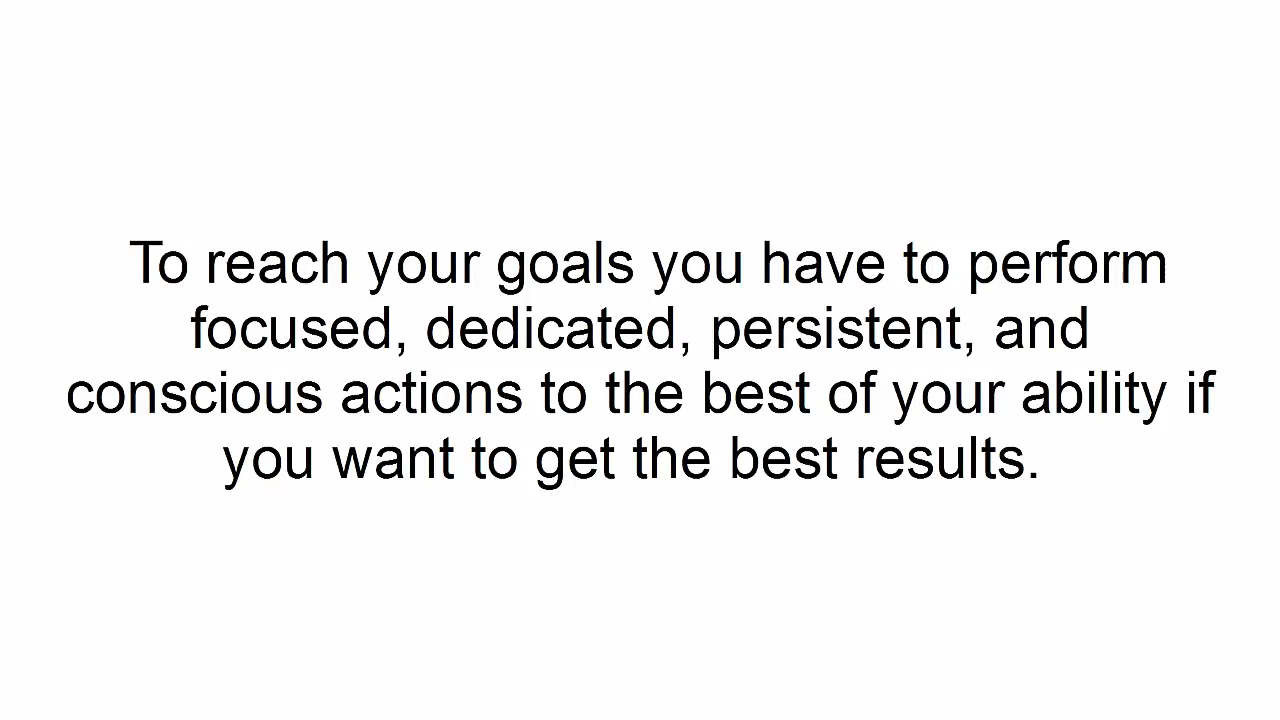 To reach your goals you have to perform
focused, dedicated, persistent, and
conscious actions to the best of your ability if
you want to get the best results.